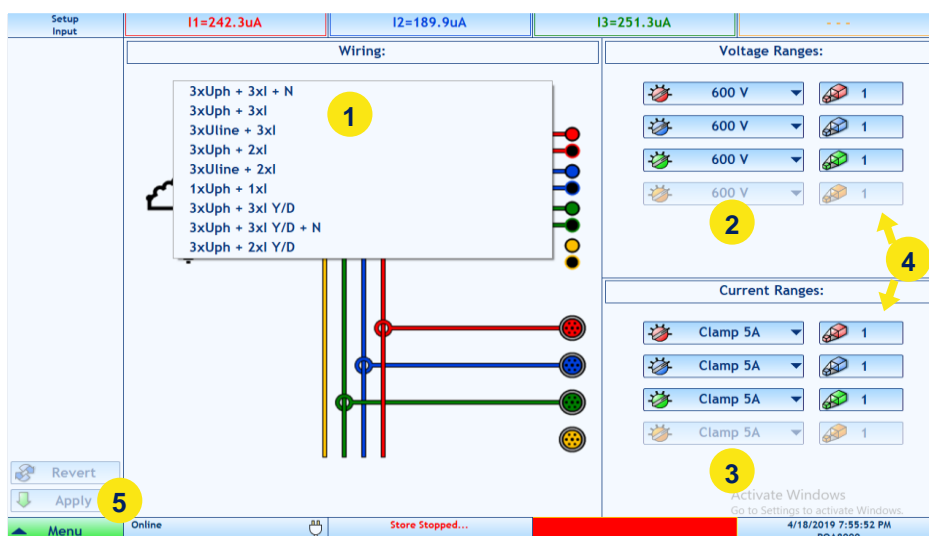 Setup
Input
I1=242.3uA
I2=189.9uA
I3=251.3uA
- - -
Wiring:
3xUph + 3xI + N
3xUph + 3xI
3xUline + 3xI
3xUph + 2xI
3xUline + 2xI
1xUph + 1xI
3xUph + 3xI Y/D
3xUph + 3xI Y/D + N
3xUph + 2xI Y/D
1
Voltage Ranges:
600 V 1
600 V 1
600 V 1
600 V 1
2
4
Current Ranges:
Clamp 5A 1
Clamp 5A 1
Clamp 5A 1
Clamp 5A 1
3
Revert
Apply
5
Activate Windows
Go to Settings to activate Windows.
Menu
Online
Store Stopped...
4/18/2019 7:55:52 PM